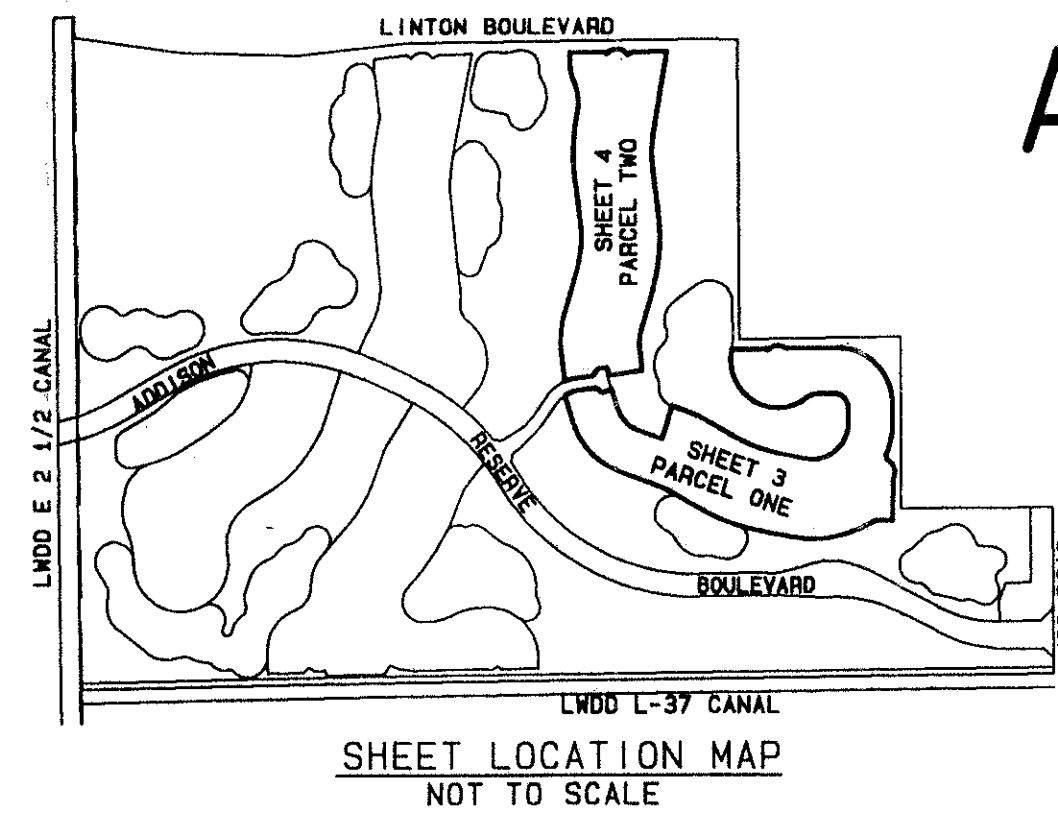 LINTON BOULEVARD
A
SHEET 4
PARCEL TWO
LWDD E 2 1/2 CANAL
ADDISON
RESERVE
BOULEVARD
SHEET 3
PARCEL ONE
LWDD L-37 CANAL
SHEET LOCATION MAP
NOT TO SCALE